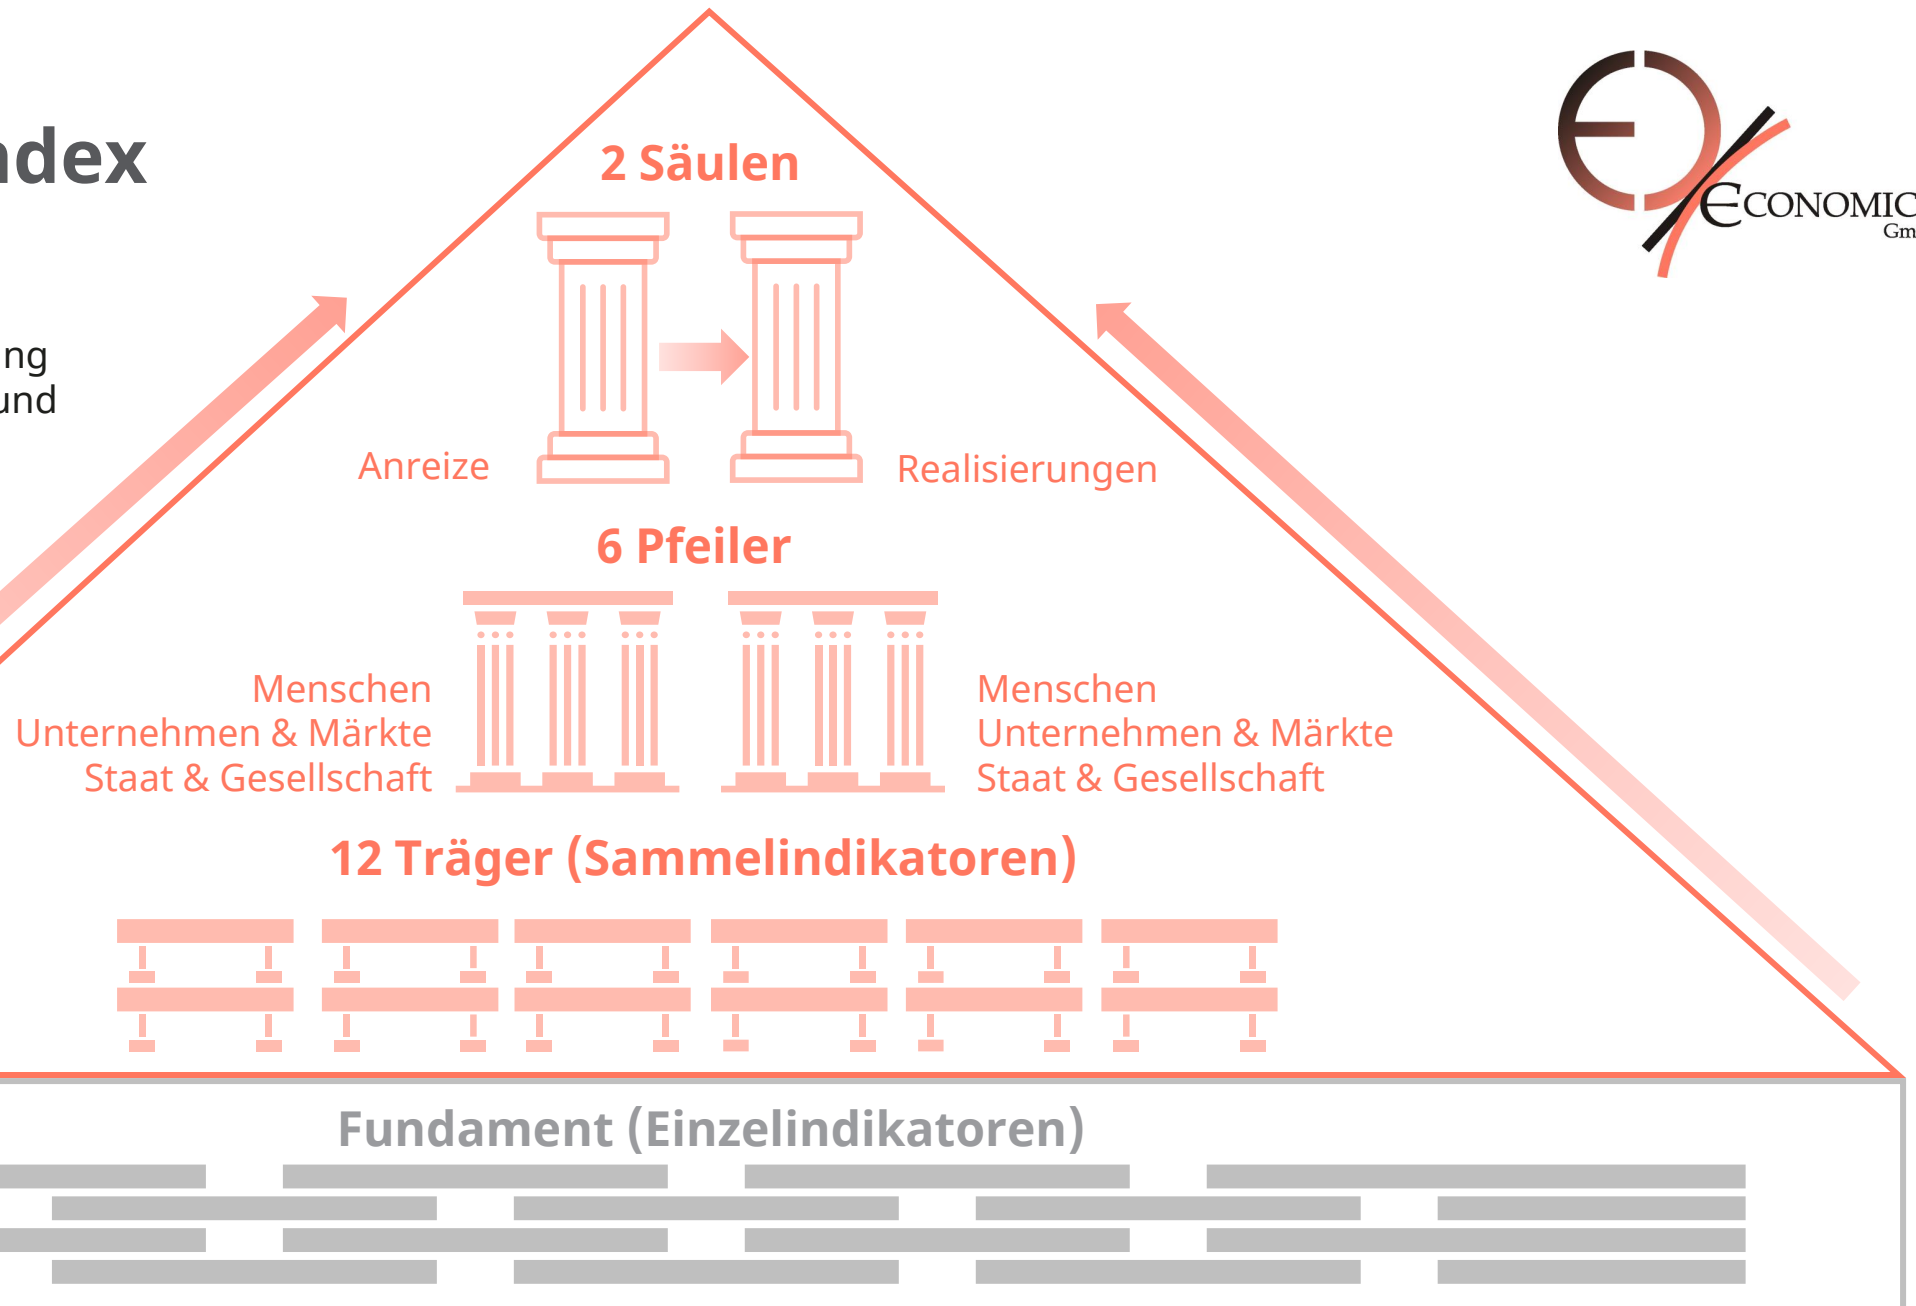 ndex
2 Säulen
ECONOMIC
Gm
ng
und
Anreize
Realisierungen
6 Pfeiler
Menschen
Unternehmen & Märkte
Staat & Gesellschaft
Menschen
Unternehmen & Märkte
Staat & Gesellschaft
12 Träger (Sammelindikatoren)
Fundament (Einzelindikatoren)